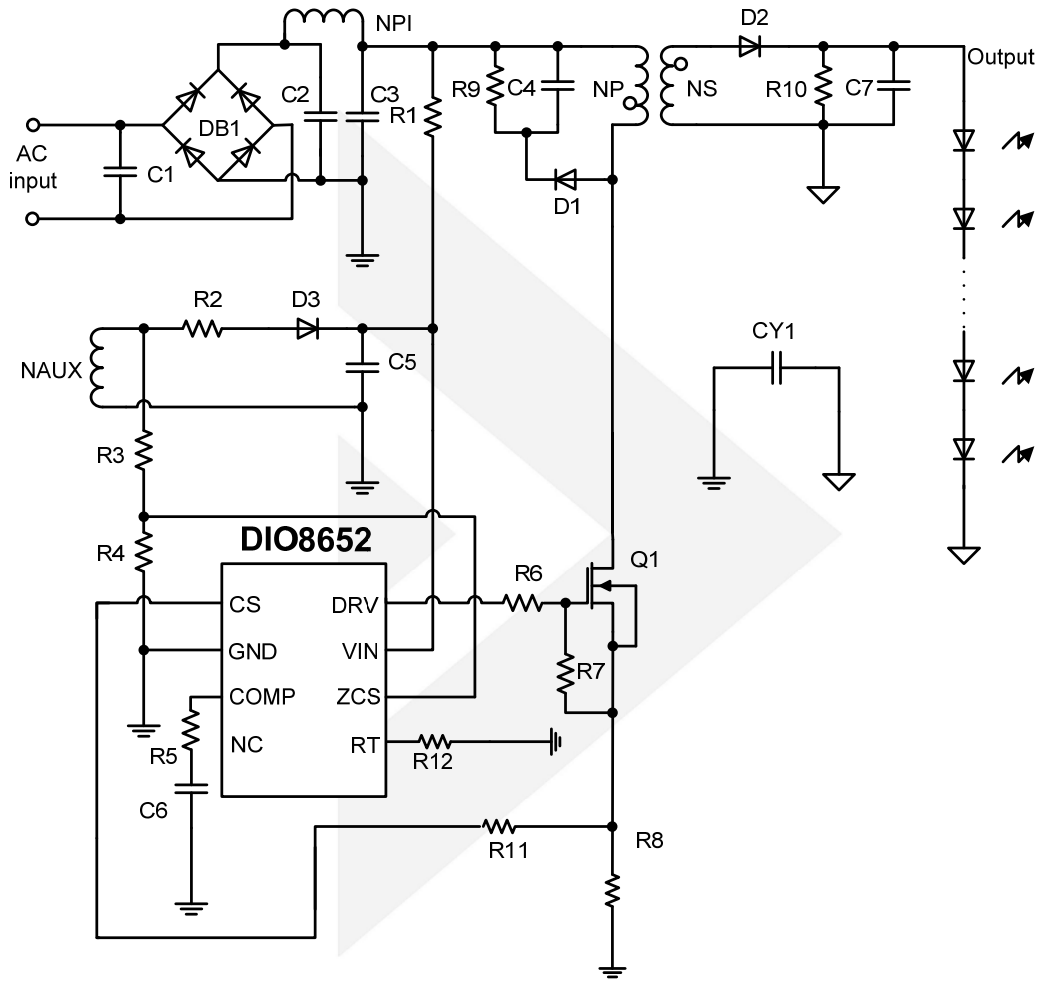 NPI
D2
Output
C2
C3
R1
R9
C4
NP
NS
R10
C7
DB1
AC
input
C1
D1
R2
D3
NAUX
C5
CY1
R3
R4
DIO8652
R6
Q1
CS
DRV
GND
VIN
R7
COMP
ZCS
R5
NC
RT
R12
C6
R11
R8